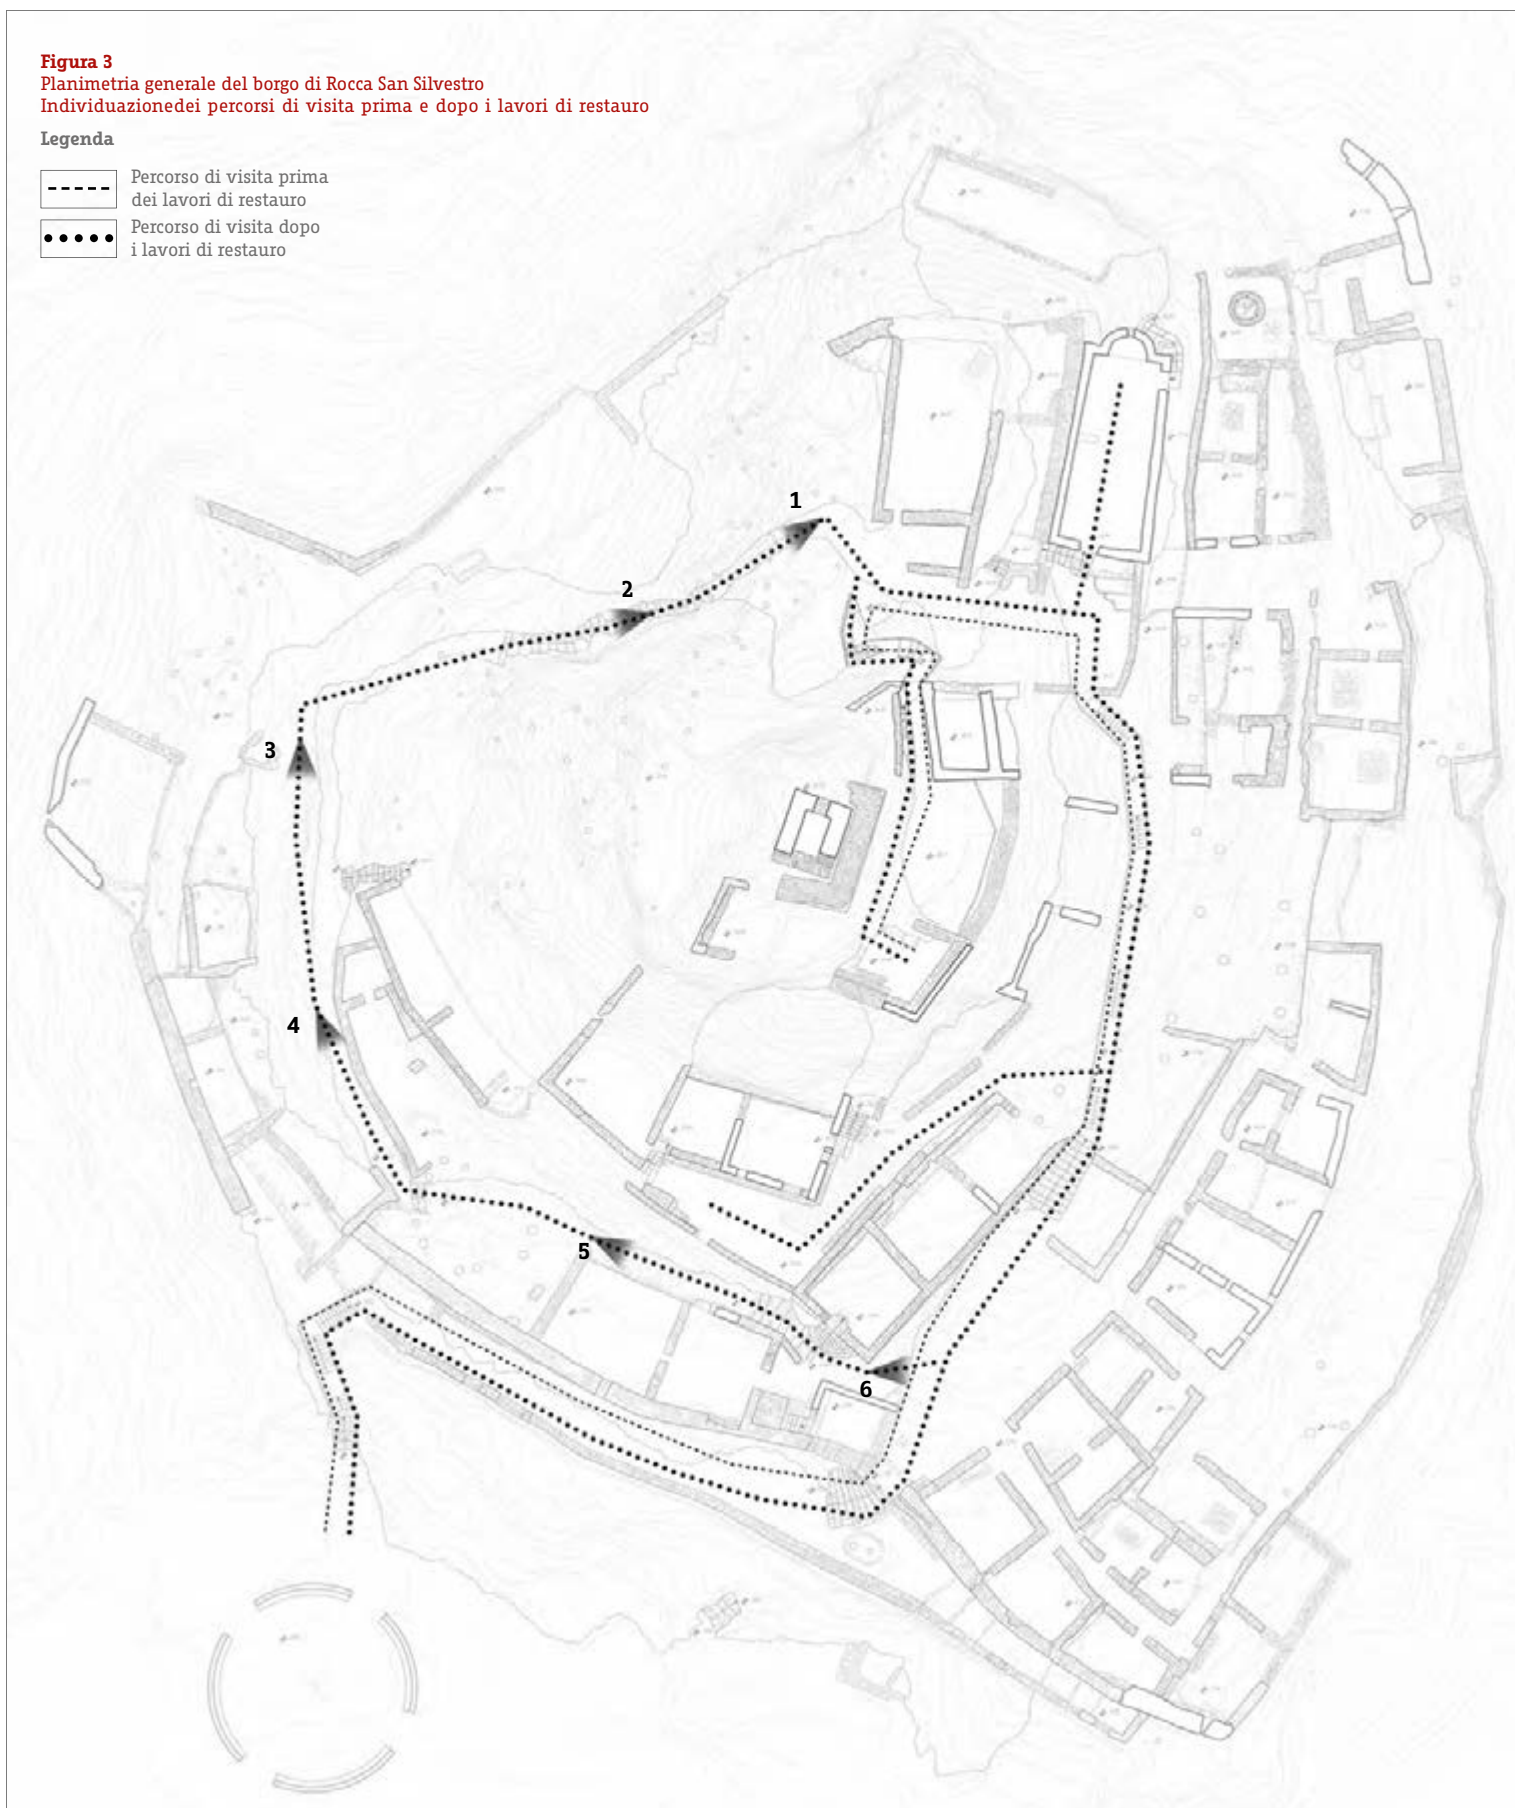 Figura 3
Planimetria generale del borgo di Rocca San Silvestro
Individuazionedei percorsi di visita prima e dopo i lavori di restauro
Legenda
Percorso di visita prima
dei lavori di restauro
Percorso di visita dopo
i lavori di restauro
1
2
3
4
5
6